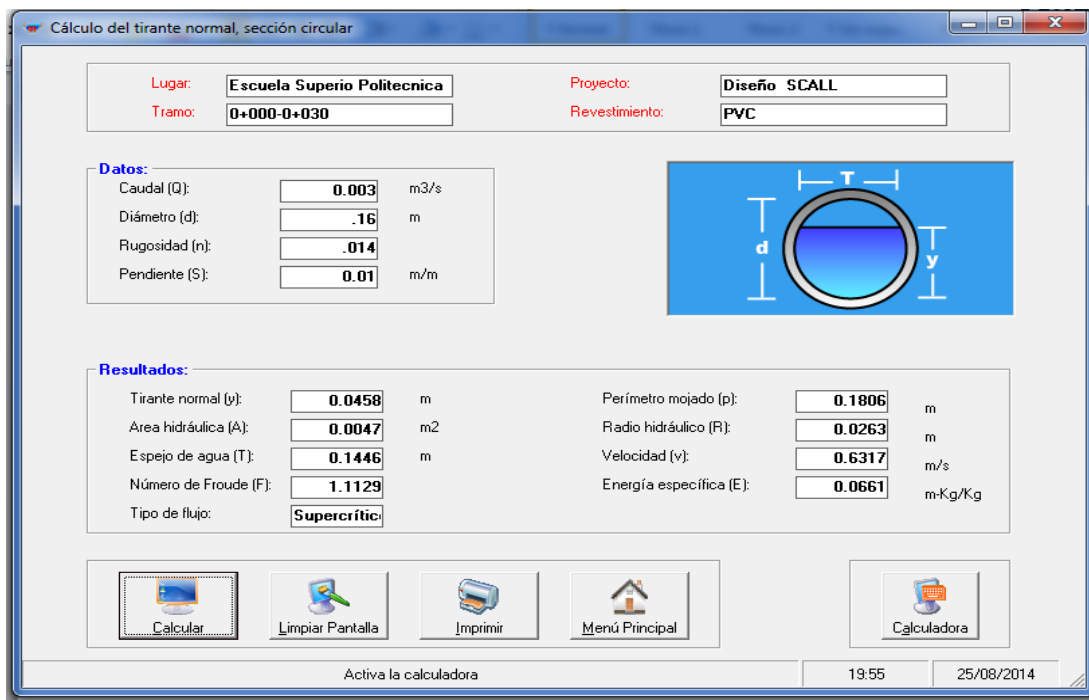 Cálculo del tirante normal, sección circular
Lugar: Escuela Superio Politecnica Proyecto: Diseño SCALL
Tramo: 0+000-0+030 Revestimiento: PVC
Datos:
Caudal (Q): 0.003 m3/s
Diámetro (d): .16 m
Rugosidad (n): .014
Pendiente (S): 0.01 m/m
T
d
y
Resultados:
Tirante normal (y): 0.0458 m Perímetro mojado (p): 0.1806 m
Area hidráulica (A): 0.0047 m2 Radio hidráulico (R): 0.0263 m
Espejo de agua (T): 0.1446 m Velocidad (v): 0.6317 m/s
Número de Froude (F): 1.1129 Energía específica (E): 0.0661 m-Kg/Kg
Tipo de flujo: Supercrític
Calcular Limpiar Pantalla Imprimir Menú Principal Calculadora
Activa la calculadora 19:55 25/08/2014